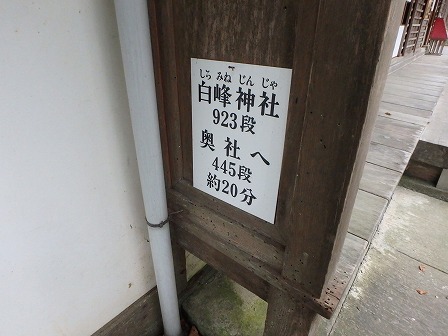 しらみねじんじゃ
白峰神社
923段
奥社へ
445段
約20分